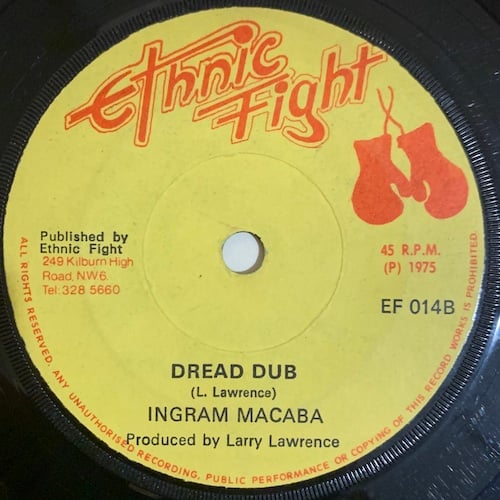 Ethnic
Fight
Published by
Ethnic Fight
249 Kilburn High
Road, NW6.
Tel: 328 5660
45 R.P.M.
(P) 1975
EF 014B
DREAD DUB
(L. Lawrence)
INGRAM MACABA
Produced by Larry Lawrence
ALL RIGHTS RESERVED. ANY UNAUTHORISED RECORDING, PUBLIC PERFORMANCE OR COPYING OF THIS RECORD WORKS IS PROHIBITED.